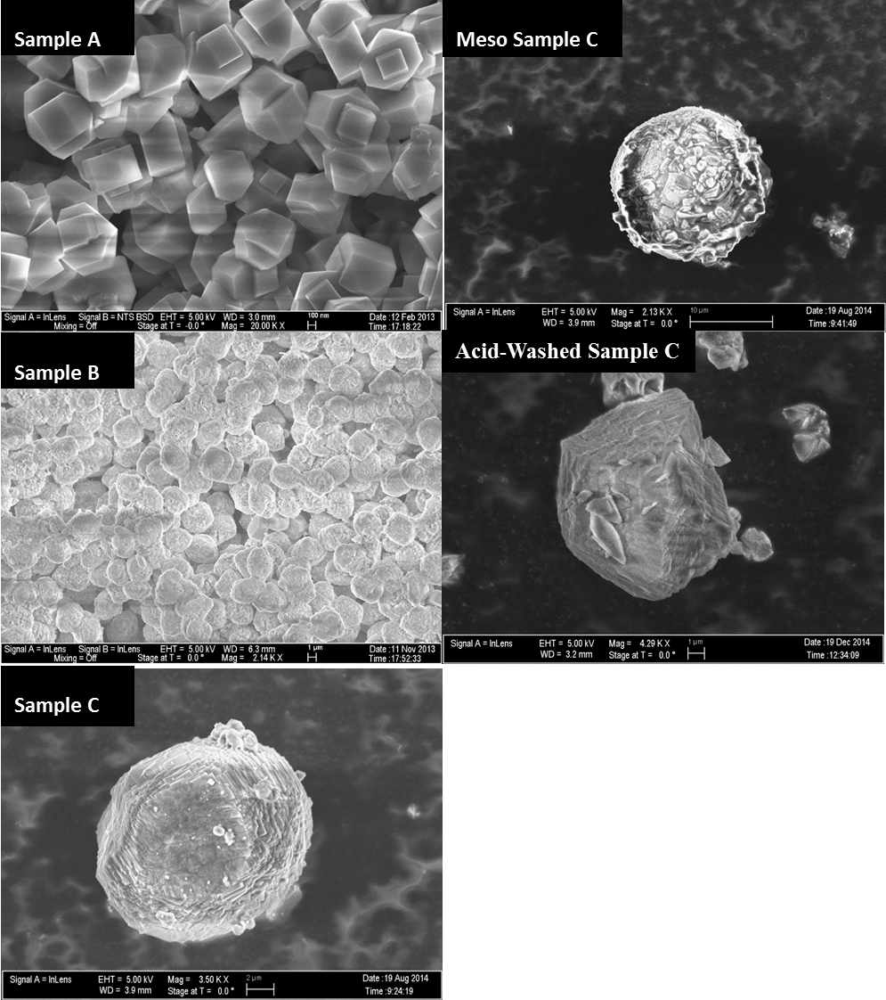 Sample A
Signal A = InLens Signal B = NTS BSD EHT = 5.00 kV WD = 3.0 mm 100 nm Date :12 Feb 2013
Mixing = Off Stage at T = -0.0 ° Mag = 20.00 K X Time :17:18:22
Meso Sample C
Signal A = InLens EHT = 5.00 kV Mag = 2.13 K X 10 µm Date :19 Aug 2014
WD = 3.9 mm Stage at T = 0.0 ° Time :9:41:49
Sample B
Signal A = InLens Signal B = InLens EHT = 5.00 kV WD = 6.3 mm 1 µm Date :11 Nov 2013
Mixing = Off Stage at T = 0.0 ° Mag = 2.14 K X Time :17:52:33
Acid-Washed Sample C
Signal A = InLens EHT = 5.00 kV Mag = 4.29 K X 1 µm Date :19 Dec 2014
WD = 3.2 mm Stage at T = 0.0 ° Time :12:34:09
Sample C
Signal A = InLens EHT = 5.00 kV Mag = 3.50 K X 2 µm Date :19 Aug 2014
WD = 3.9 mm Stage at T = 0.0 ° Time :9:24:19